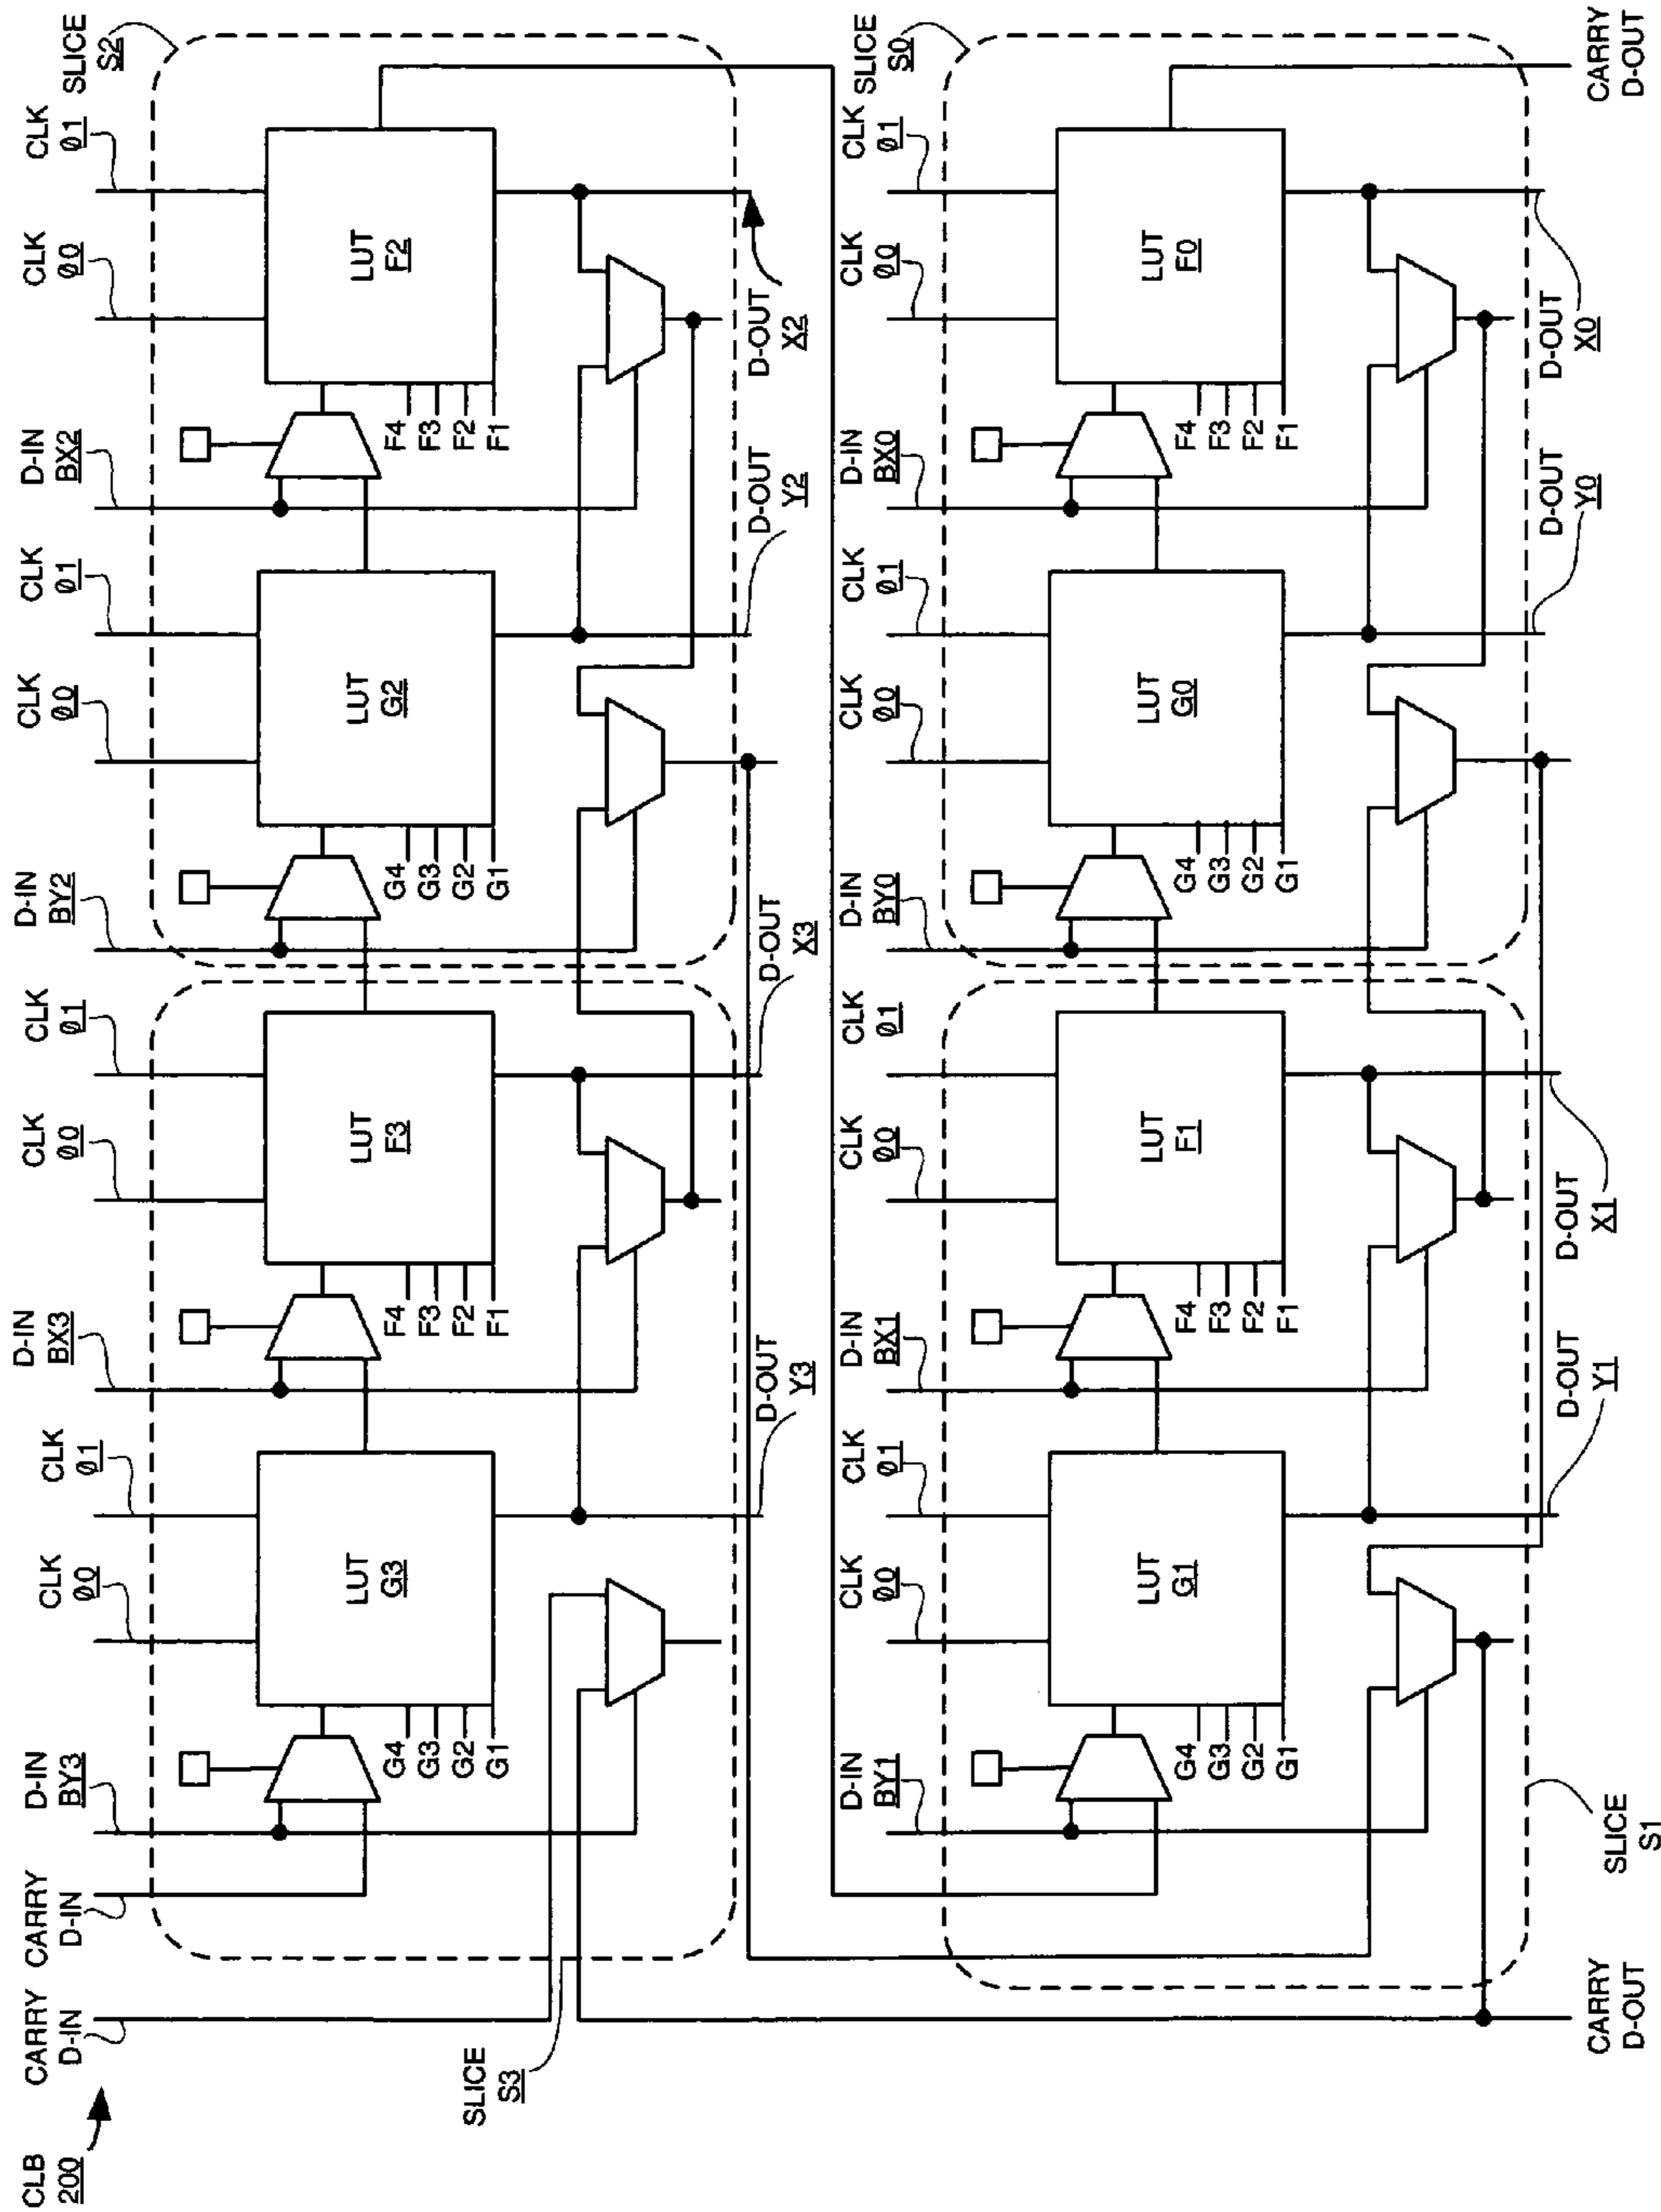 CLB
200
CARRY
D-IN
CARRY
D-IN
D-IN
BY3
CLK
Ø0
CLK
Ø1
D-IN
BX3
CLK
Ø0
CLK
Ø1
D-IN
BY2
CLK
Ø0
CLK
Ø1
D-IN
BX2
CLK
Ø0
CLK
Ø1
SLICE
S2
LUT
G3
LUT
F3
LUT
G2
LUT
F2
G4
G3
G2
G1
F4
F3
F2
F1
G4
G3
G2
G1
F4
F3
F2
F1
SLICE
S3
D-OUT
Y3
D-OUT
X3
D-OUT
Y2
D-OUT
X2
D-IN
BY1
CLK
Ø0
CLK
Ø1
D-IN
BX1
CLK
Ø0
CLK
Ø1
D-IN
BY0
CLK
Ø0
CLK
Ø1
D-IN
BX0
CLK
Ø0
CLK
Ø1
SLICE
S0
LUT
G1
LUT
F1
LUT
G0
LUT
F0
G4
G3
G2
G1
F4
F3
F2
F1
G4
G3
G2
G1
F4
F3
F2
F1
CARRY
D-OUT
SLICE
S1
D-OUT
Y1
D-OUT
X1
D-OUT
Y0
D-OUT
X0
CARRY
D-OUT